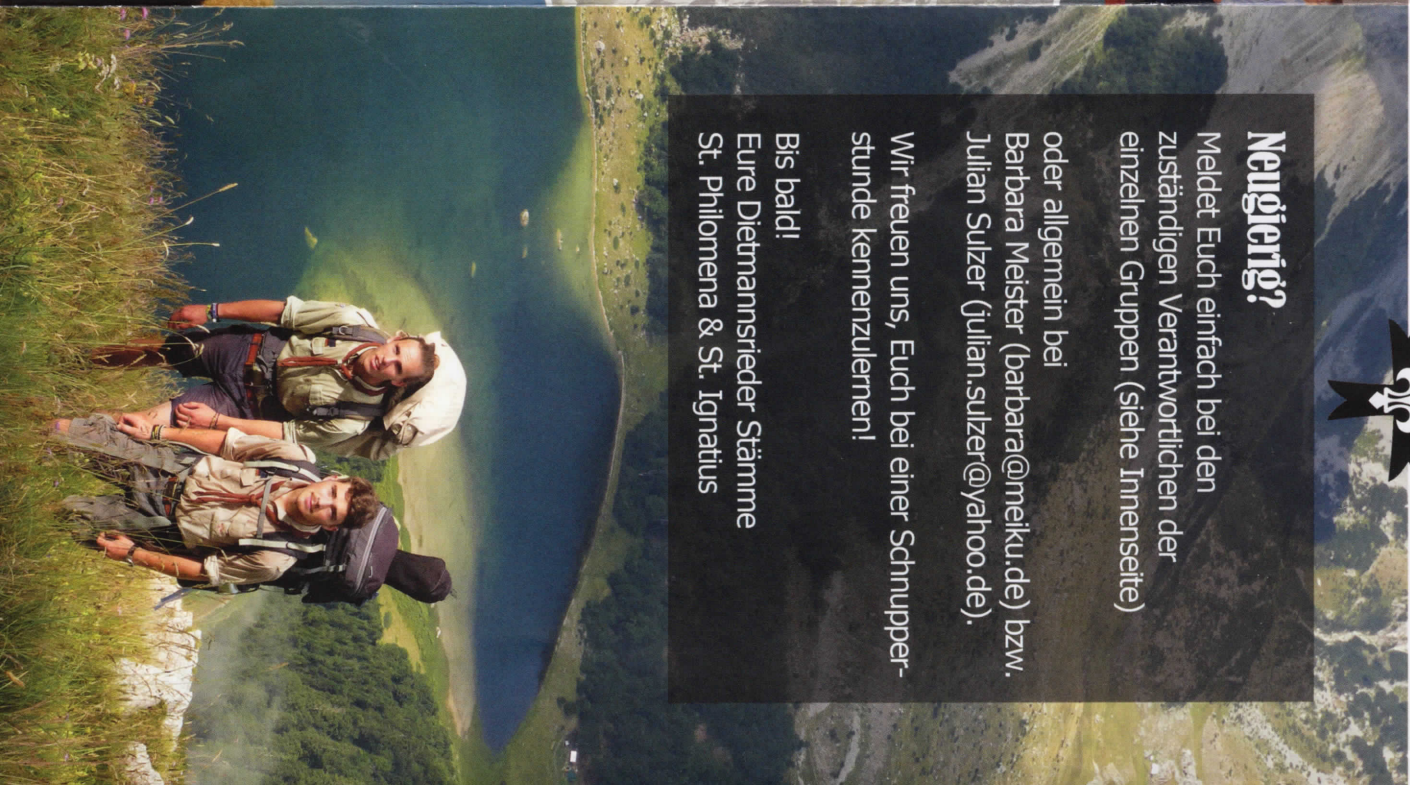 Neugierig?
Meldet Euch einfach bei den
zuständigen Verantwortlichen der
einzelnen Gruppen (siehe Innenseite)
oder allgemein bei
Barbara Meister (barbara@meiku.de) bzw.
Julian Sulzer (julian.sulzer@yahoo.de).
Wir freuen uns, Euch bei einer Schnupper-
stunde kennenzulernen!
Bis bald!
Eure Dietmannsrieder Stämme
St. Philomena & St. Ignatius